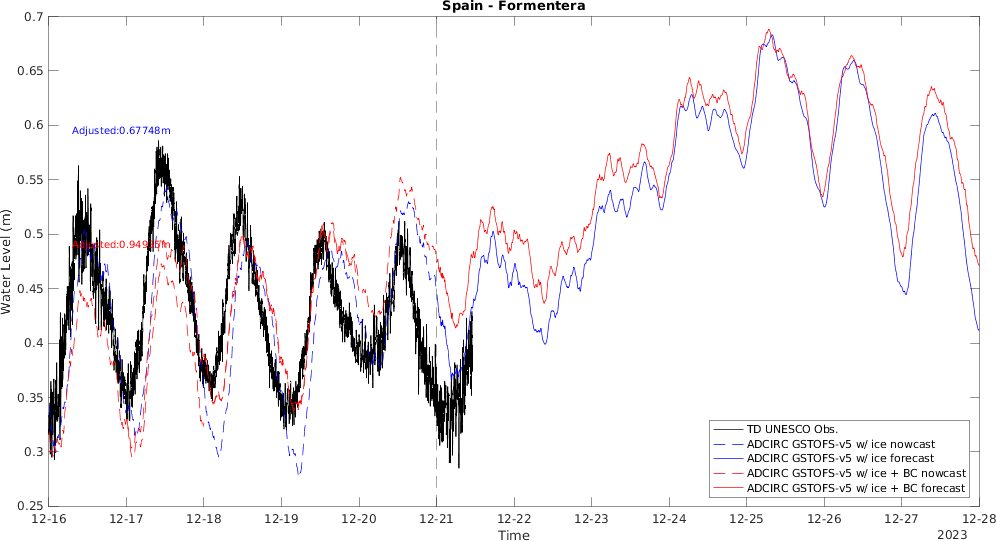 Spain - Formentera
Water Level (m)
0.7
0.65
0.6
0.55
0.5
0.45
0.4
0.35
0.3
0.25
Adjusted:0.67748m
TD UNESCO Obs.
ADCIRC GSTOFS-v5 w/ ice nowcast
ADCIRC GSTOFS-v5 w/ ice forecast
ADCIRC GSTOFS-v5 w/ ice + BC nowcast
ADCIRC GSTOFS-v5 w/ ice + BC forecast
12-16 12-17 12-18 12-19 12-20 12-21 12-22 12-23 12-24 12-25 12-26 12-27 12-28
Time
2023